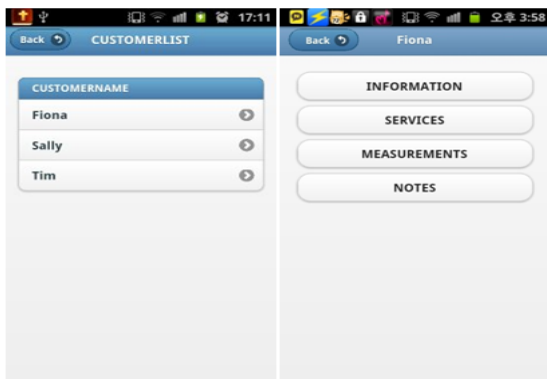 17:11
Back CUSTOMERLIST
CUSTOMERNAME
Fiona
Sally
Tim
오후 3:58
Back Fiona
INFORMATION
SERVICES
MEASUREMENTS
NOTES